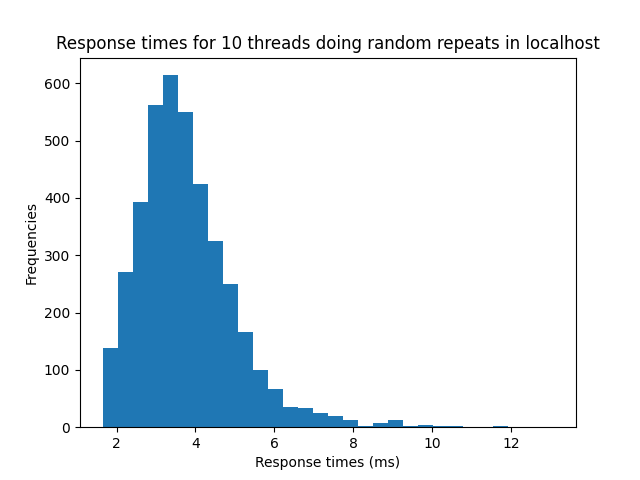 Response times for 10 threads doing random repeats in localhost
600
500
400
300
200
100
0
Frequencies
2 4 6 8 10 12
Response times (ms)